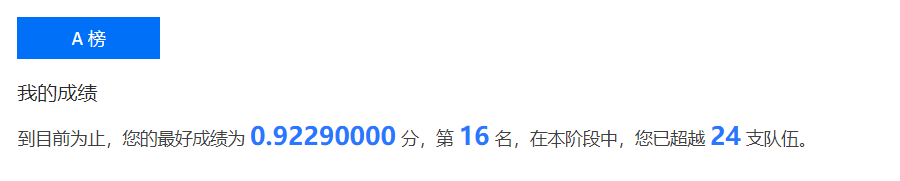 A 榜
我的成绩
到目前为止，您的最好成绩为 0.92290000 分，第 16 名，在本阶段中，您已超越 24 支队伍。